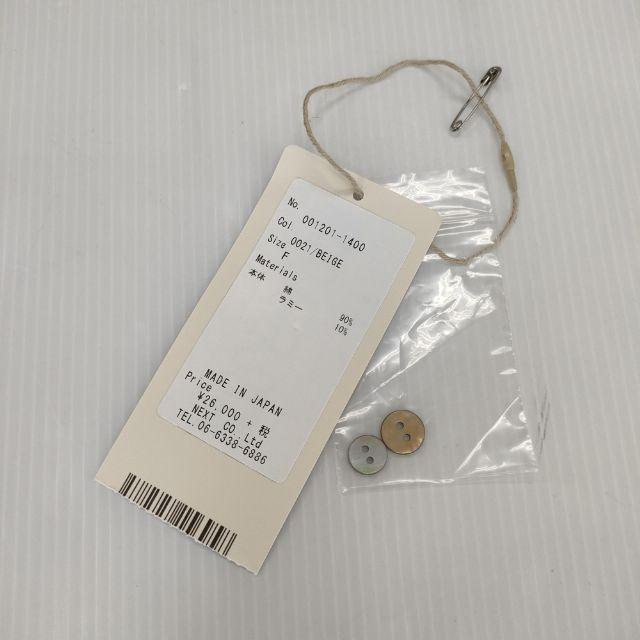 No. 001201-1400
Col. 0021/BEIGE
Size F
Materials
本体 綿 90%
ラミー 10%
MADE IN JAPAN
Price
¥26,000 + 税
NEXT CO. Ltd
TEL.06-6338-6886